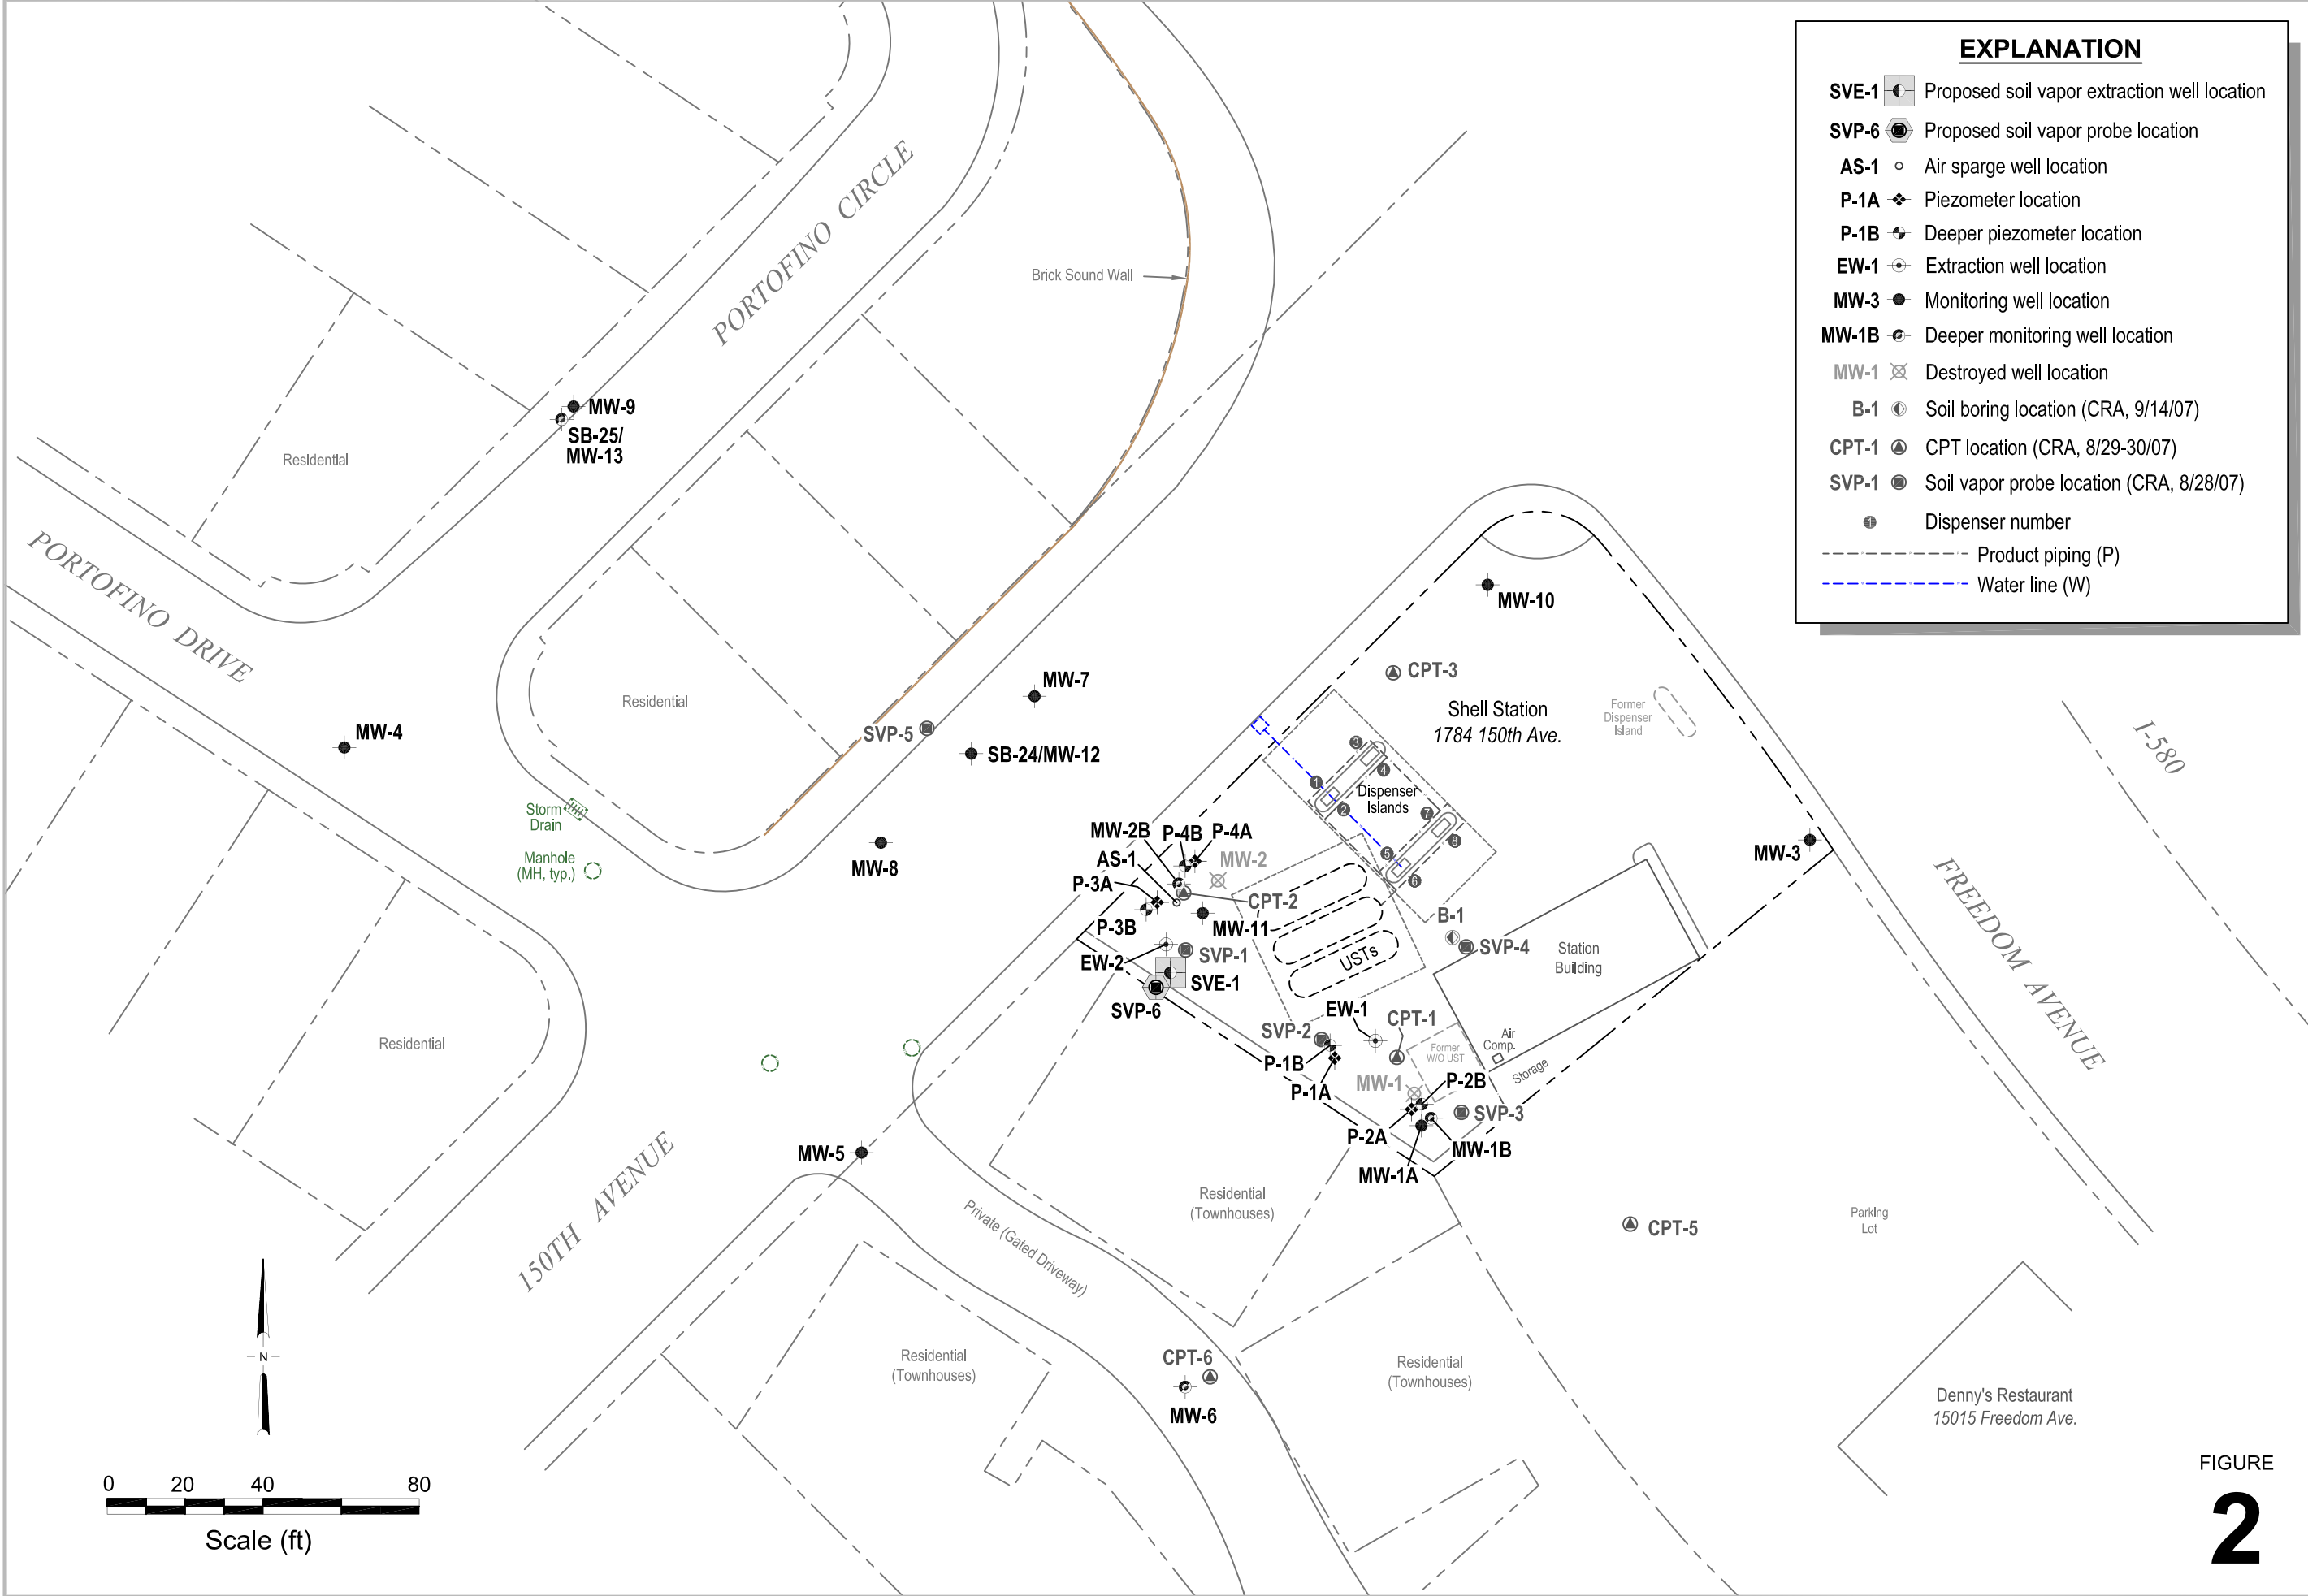 EXPLANATION
SVE-1 Proposed soil vapor extraction well location
SVP-6 Proposed soil vapor probe location
AS-1 Air sparge well location
P-1A Piezometer location
P-1B Deeper piezometer location
EW-1 Extraction well location
MW-3 Monitoring well location
MW-1B Deeper monitoring well location
MW-1 Destroyed well location
B-1 Soil boring location (CRA, 9/14/07)
CPT-1 CPT location (CRA, 8/29-30/07)
SVP-1 Soil vapor probe location (CRA, 8/28/07)
1 Dispenser number
Product piping (P)
Water line (W)
PORTOFINO CIRCLE
Brick Sound Wall
MW-9
SB-25/
MW-13
Residential
PORTOFINO DRIVE
MW-10
CPT-3
MW-7
Residential
SVP-5
MW-4
SB-24/MW-12
Shell Station
1784 150th Ave.
Former
Dispenser
Island
I-580
3
4
1
2
Dispenser
Islands
7
8
5
6
Storm
Drain
Manhole
(MH, typ.)
MW-8
MW-2B
P-4B
P-4A
AS-1
MW-2
P-3A
CPT-2
P-3B
MW-11
EW-2
SVP-1
SVE-1
SVP-6
USTs
B-1
SVP-4
Station
Building
MW-3
FREEDOM AVENUE
EW-1
CPT-1
SVP-2
Air
Comp.
Former
W/O UST
Storage
P-1B
P-1A
MW-1
P-2B
SVP-3
P-2A
MW-1B
MW-1A
Residential
MW-5
150TH AVENUE
Private (Gated Driveway)
Residential
(Townhouses)
CPT-5
Parking
Lot
Residential
(Townhouses)
CPT-6
MW-6
Residential
(Townhouses)
Denny's Restaurant
15015 Freedom Ave.
N
0 20 40 80
Scale (ft)
FIGURE
2